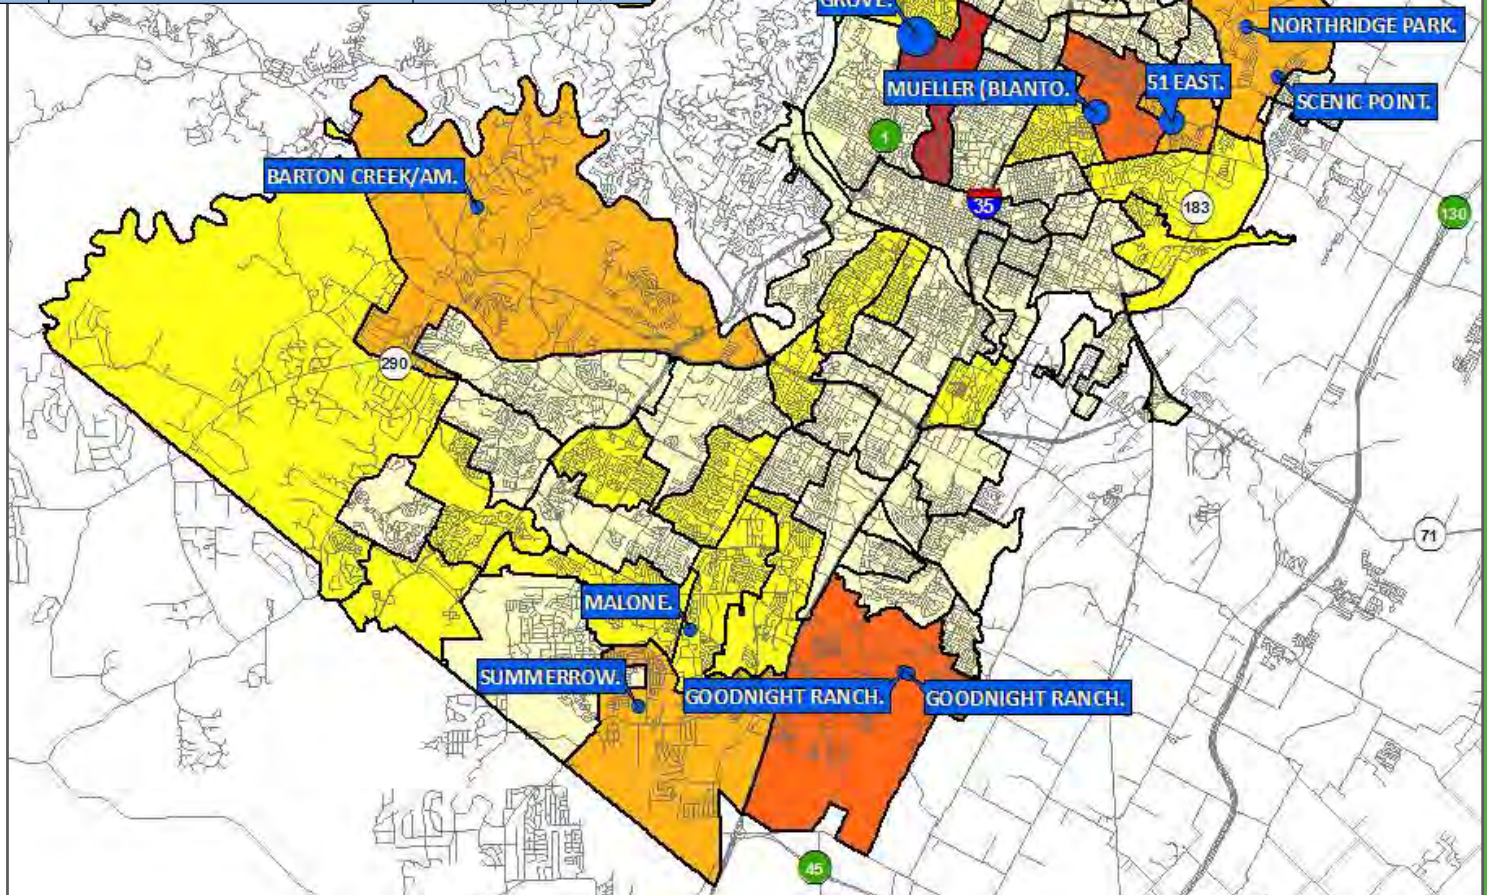 GROVE.
NORTHRIDGE PARK.
MUELLER (BLANTO.
51 EAST.
SCENIC POINT.
1
BARTON CREEK/AM.
35
183
130
290
71
MALONE.
SUMMERROW.
GOODNIGHT RANCH.
GOODNIGHT RANCH.
45